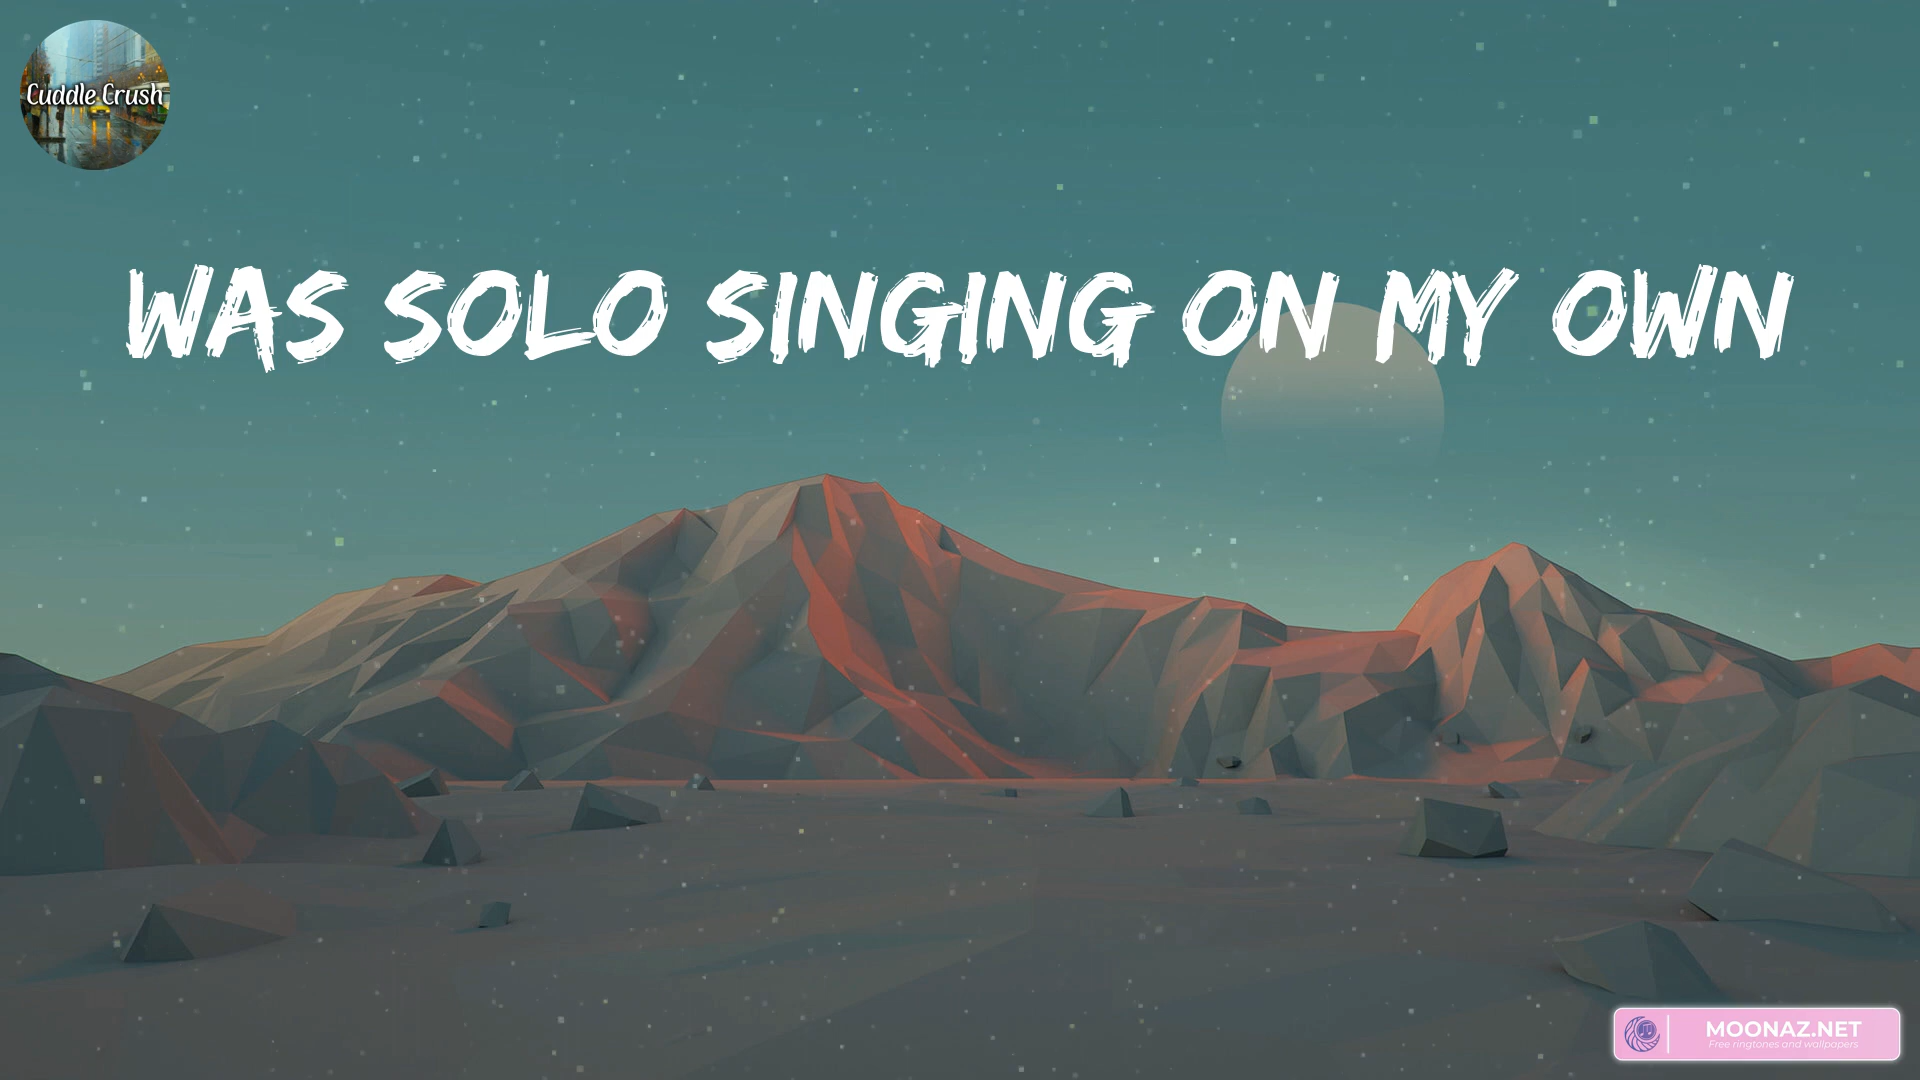 Cuddle Crush
WAS SOLO SINGING ON MY OWN
MOONAZ.NET
Free ringtones and wallpapers